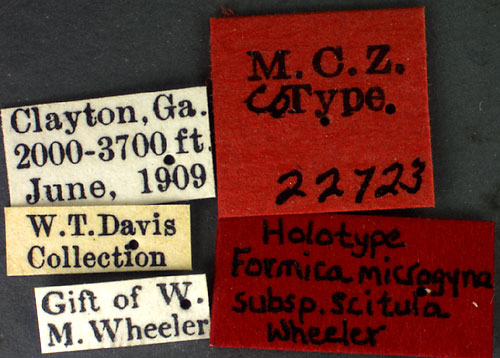 Clayton, Ga.
2000-3700 ft.
June, 1909
W.T. Davis
Collection
Gift of W.
M. Wheeler
M. C. Z.
CoType.
22723
Holotype
Formica microgyna
subsp. scitula
Wheeler